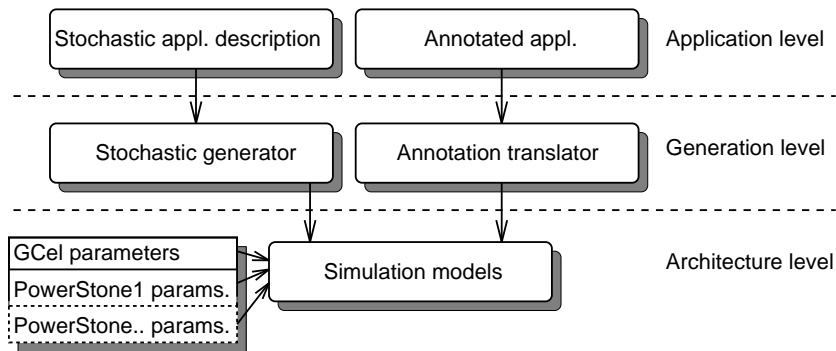 Stochastic appl. description
Annotated appl.
Application level
Stochastic generator
Annotation translator
Generation level
GCel parameters
PowerStone1 params.
PowerStone.. params.
Simulation models
Architecture level